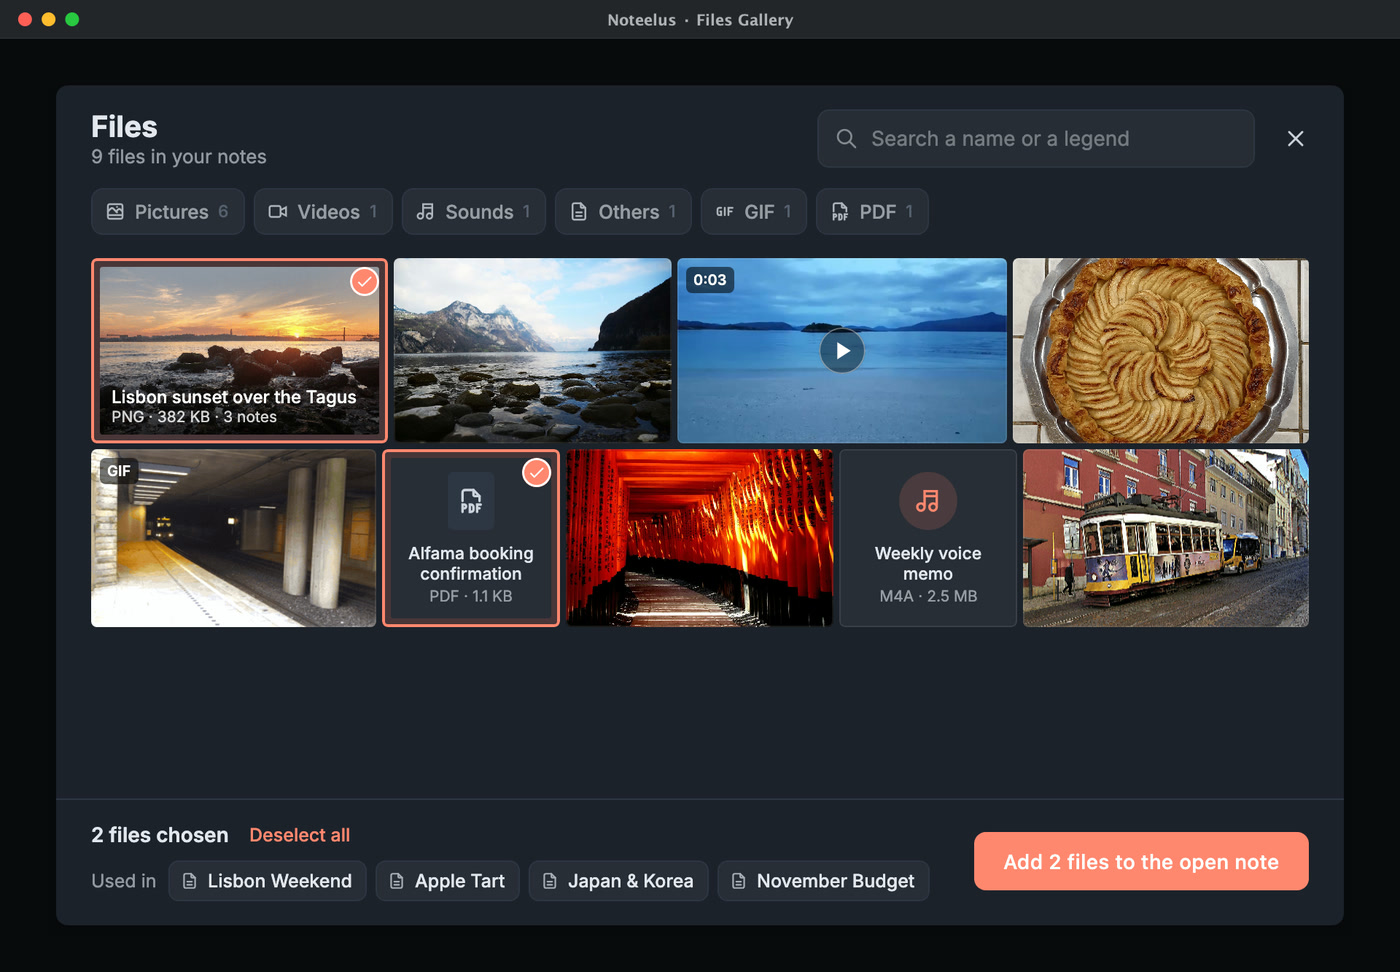 Noteelus · Files Gallery
Files
9 files in your notes
Search a name or a legend
Pictures 6
Videos 1
Sounds 1
Others 1
GIF GIF 1
PDF PDF 1
Lisbon sunset over the Tagus
PNG · 382 KB · 3 notes
0:03
GIF
PDF
Alfama booking
confirmation
PDF · 1.1 KB
Weekly voice
memo
M4A · 2.5 MB
2 files chosen
Deselect all
Used in
Lisbon Weekend
Apple Tart
Japan & Korea
November Budget
Add 2 files to the open note